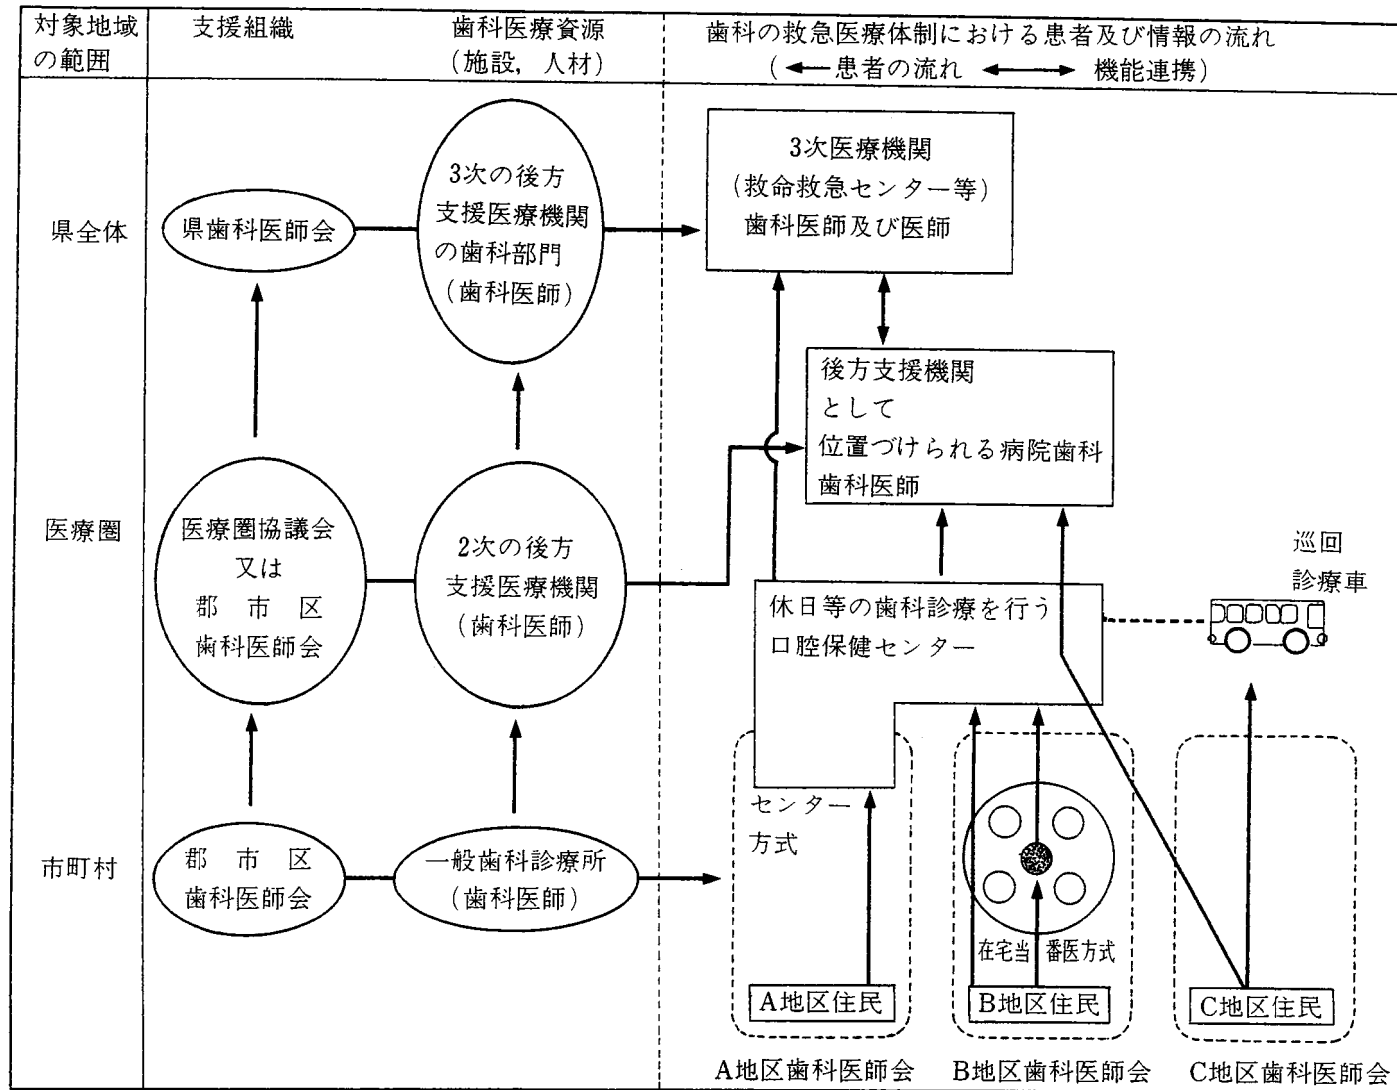 対象地域
の範囲
支援組織
歯科医療資源
(施設, 人材)
歯科の救急医療体制における患者及び情報の流れ
(←患者の流れ ←→ 機能連携)
県全体
県歯科医師会
3次の後方
支援医療機関
の歯科部門
(歯科医師)
3次医療機関
(救命救急センター等)
歯科医師及び医師
後方支援機関
として
位置づけられる病院歯科
歯科医師
医療圏
医療圏協議会
又は
郡 市 区
歯科医師会
2次の後方
支援医療機関
(歯科医師)
休日等の歯科診療を行う
口腔保健センター
巡回
診療車
市町村
郡 市 区
歯科医師会
一般歯科診療所
(歯科医師)
センター
方式
在宅当番医方式
A地区住民
B地区住民
C地区住民
A地区歯科医師会
B地区歯科医師会
C地区歯科医師会